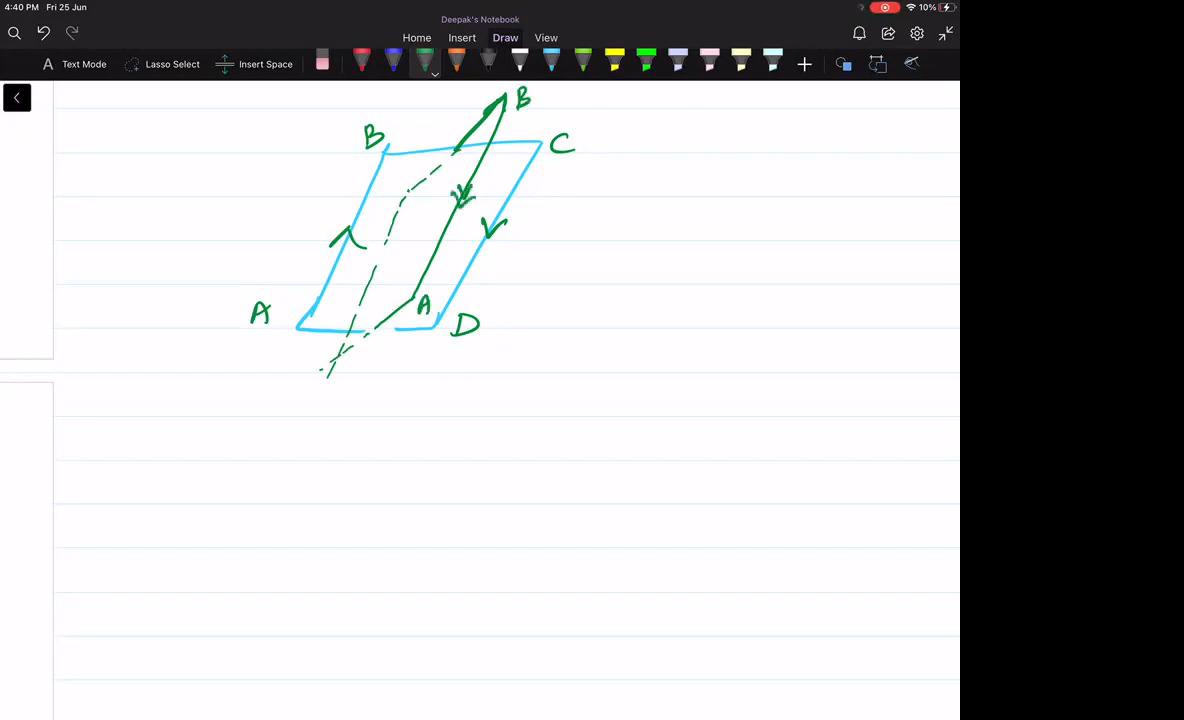 4:40 PM Fri 25 Jun
10%
Deepak's Notebook
Home Insert Draw View
A Text Mode Lasso Select Insert Space
B
B
C
A
A
D